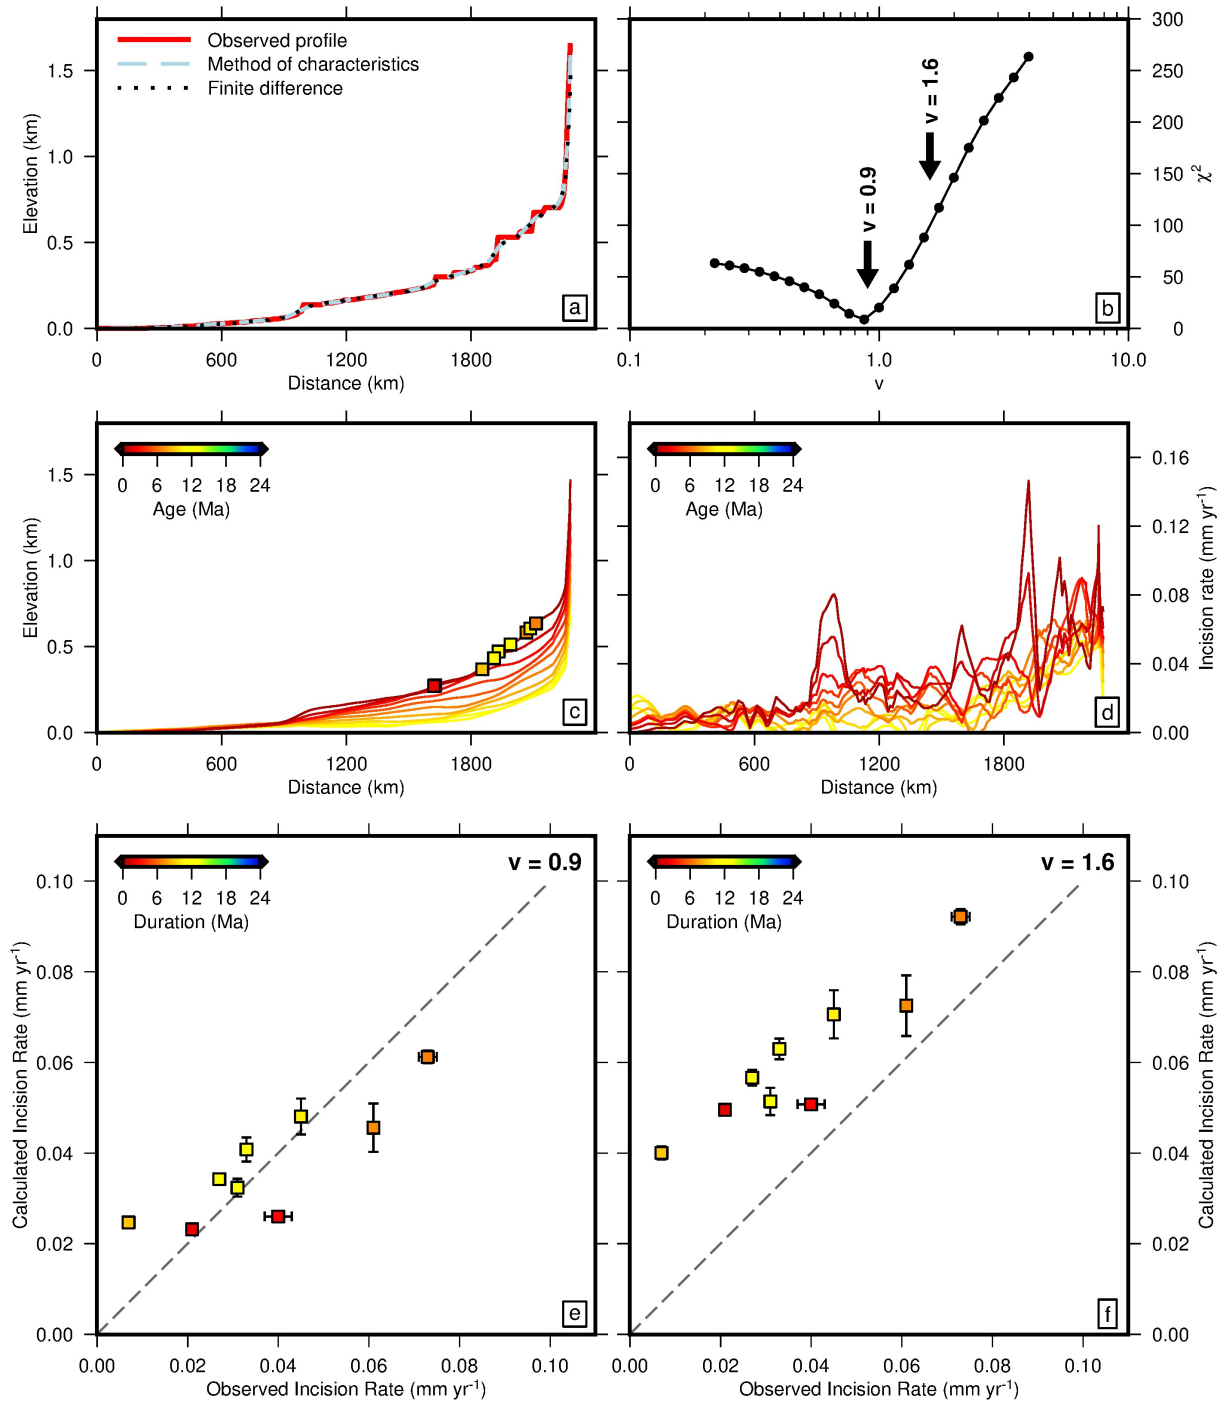 Observed profile
Method of characteristics
Finite difference
Elevation (km)
0.0
0.5
1.0
1.5
0 600 1200 1800
Distance (km)
a
v = 0.9
v = 1.6
0
50
100
150
200
250
300
χ²
0.1 1.0 10.0
v
b
0 6 12 18 24
Age (Ma)
Elevation (km)
1.5
1.0
0.5
0.0
0 600 1200 1800
Distance (km)
c
0 6 12 18 24
Age (Ma)
0.16
0.12
0.08
0.04
0.00
Incision rate (mm yr⁻¹)
0 600 1200 1800
Distance (km)
d
v = 0.9
0 6 12 18 24
Duration (Ma)
Calculated Incision Rate (mm yr⁻¹)
0.10
0.08
0.06
0.04
0.02
0.00
0.00 0.02 0.04 0.06 0.08 0.10
Observed Incision Rate (mm yr⁻¹)
e
v = 1.6
0 6 12 18 24
Duration (Ma)
0.10
0.08
0.06
0.04
0.02
0.00
Calculated Incision Rate (mm yr⁻¹)
0.00 0.02 0.04 0.06 0.08 0.10
Observed Incision Rate (mm yr⁻¹)
f